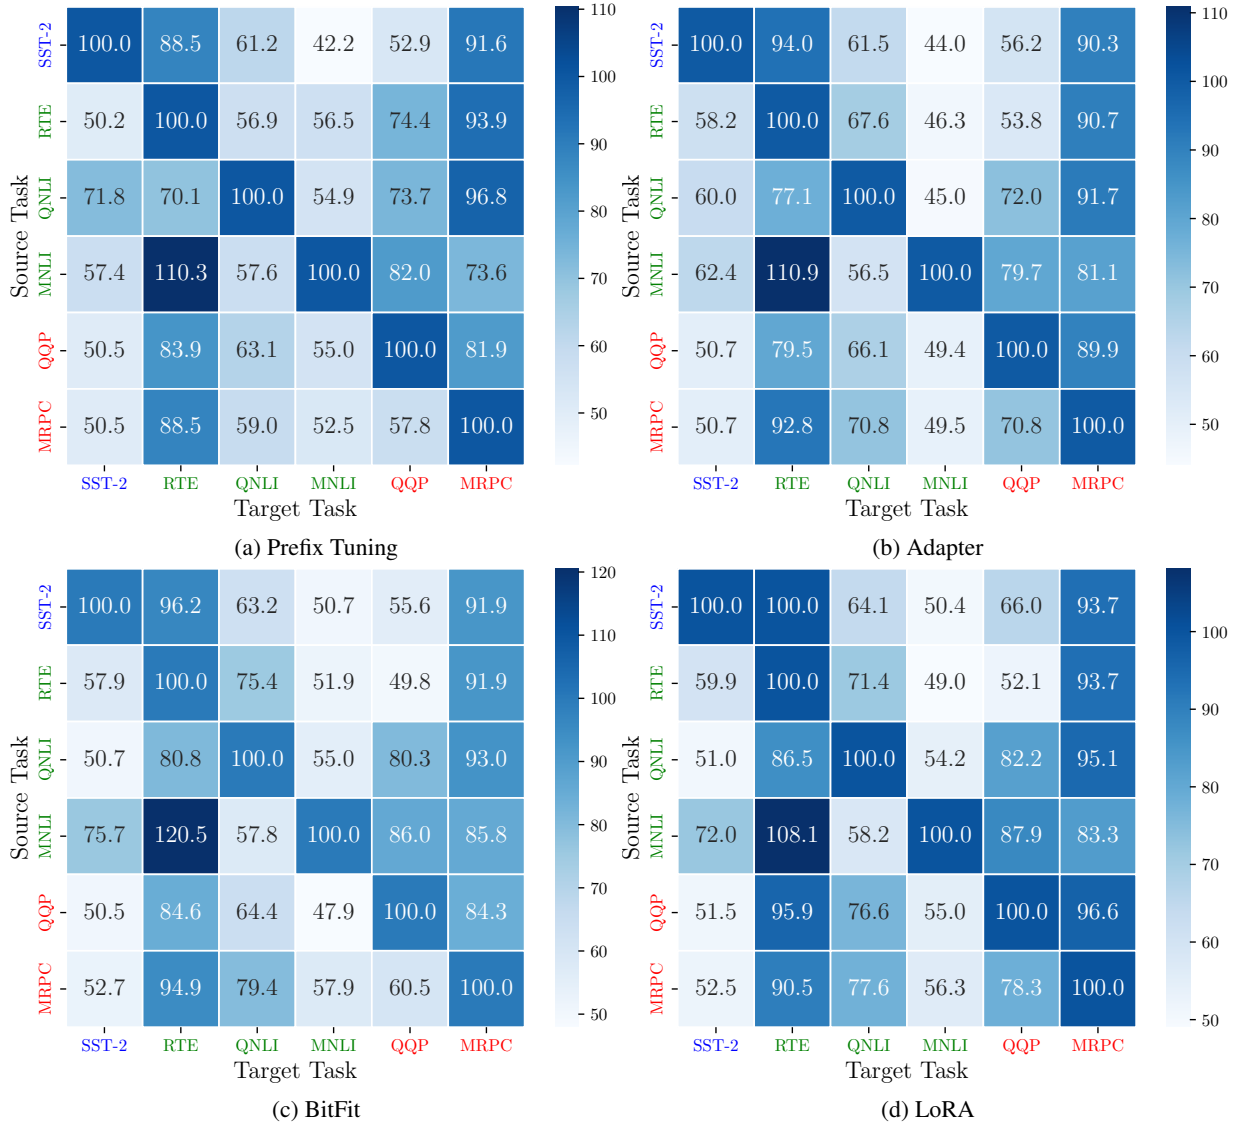 110
SST-2 100.0 88.5 61.2 42.2 52.9 91.6
100
RTE 50.2 100.0 56.9 56.5 74.4 93.9
90
QNLI 71.8 70.1 100.0 54.9 73.7 96.8
80
Source Task
MNLI 57.4 110.3 57.6 100.0 82.0 73.6
70
QQP 50.5 83.9 63.1 55.0 100.0 81.9
60
MRPC 50.5 88.5 59.0 52.5 57.8 100.0
50
SST-2 RTE QNLI MNLI QQP MRPC
Target Task
(a) Prefix Tuning
110
SST-2 100.0 94.0 61.5 44.0 56.2 90.3
100
RTE 58.2 100.0 67.6 46.3 53.8 90.7
90
QNLI 60.0 77.1 100.0 45.0 72.0 91.7
80
Source Task
MNLI 62.4 110.9 56.5 100.0 79.7 81.1
70
QQP 50.7 79.5 66.1 49.4 100.0 89.9
60
MRPC 50.7 92.8 70.8 49.5 70.8 100.0
50
SST-2 RTE QNLI MNLI QQP MRPC
Target Task
(b) Adapter
120
SST-2 100.0 96.2 63.2 50.7 55.6 91.9
110
RTE 57.9 100.0 75.4 51.9 49.8 91.9
100
QNLI 50.7 80.8 100.0 55.0 80.3 93.0
90
Source Task
80
MNLI 75.7 120.5 57.8 100.0 86.0 85.8
70
QQP 50.5 84.6 64.4 47.9 100.0 84.3
60
MRPC 52.7 94.9 79.4 57.9 60.5 100.0
50
SST-2 RTE QNLI MNLI QQP MRPC
Target Task
(c) BitFit
SST-2 100.0 100.0 64.1 50.4 66.0 93.7
100
RTE 59.9 100.0 71.4 49.0 52.1 93.7
90
QNLI 51.0 86.5 100.0 54.2 82.2 95.1
80
Source Task
MNLI 72.0 108.1 58.2 100.0 87.9 83.3
70
QQP 51.5 95.9 76.6 55.0 100.0 96.6
60
MRPC 52.5 90.5 77.6 56.3 78.3 100.0
50
SST-2 RTE QNLI MNLI QQP MRPC
Target Task
(d) LoRA